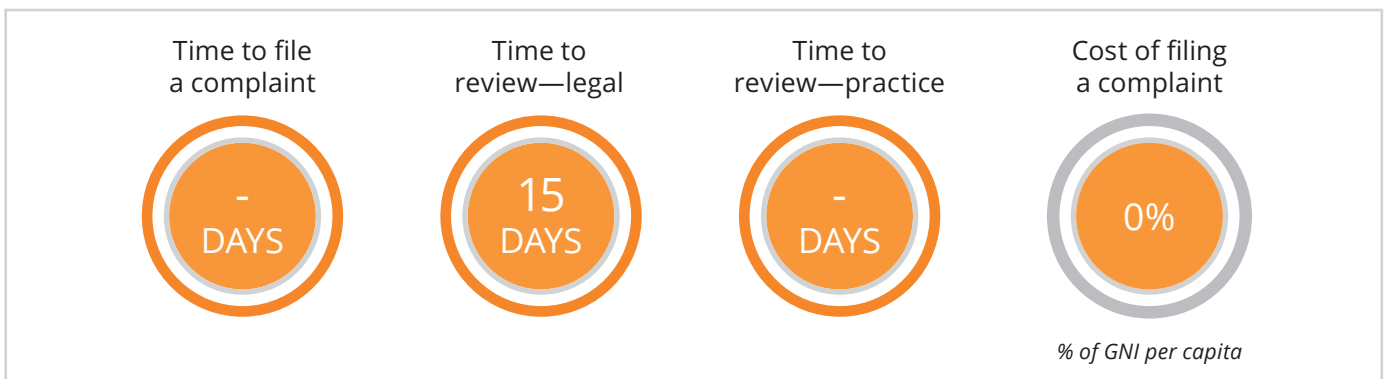 Time to file
a complaint
-
DAYS
Time to
review—legal
15
DAYS
Time to
review—practice
-
DAYS
Cost of filing
a complaint
0%
% of GNI per capita